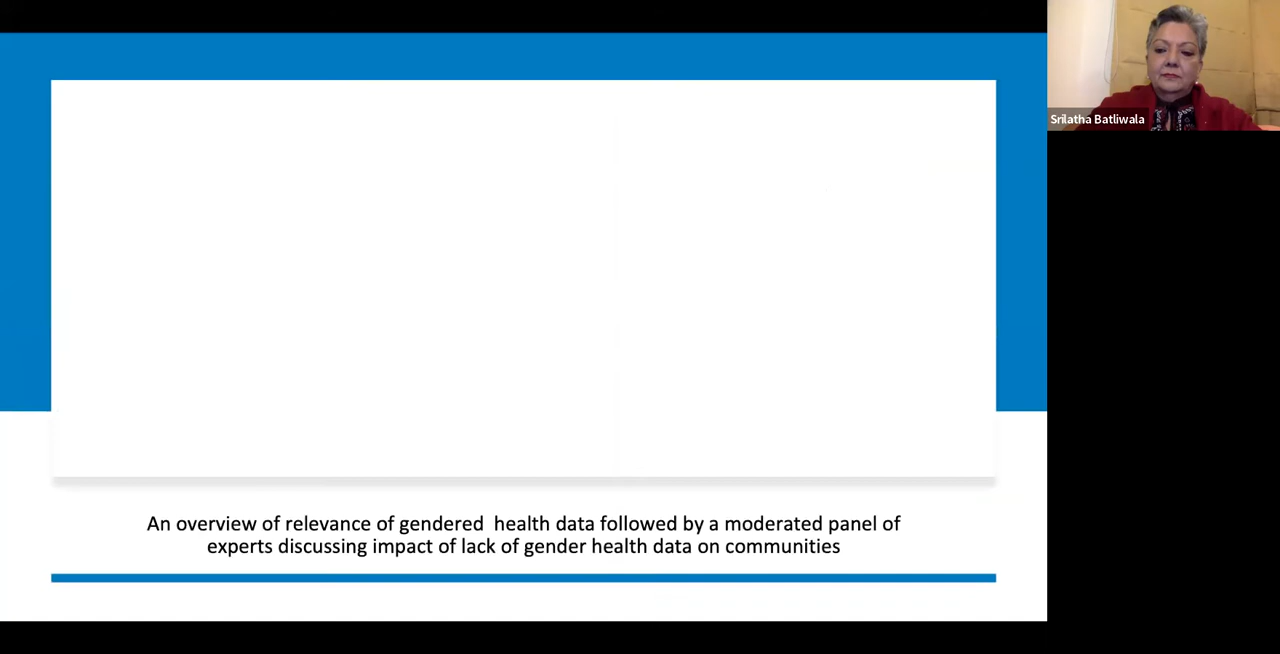 Srilatha Batliwala
An overview of relevance of gendered  health data followed by a moderated panel of
experts discussing impact of lack of gender health data on communities